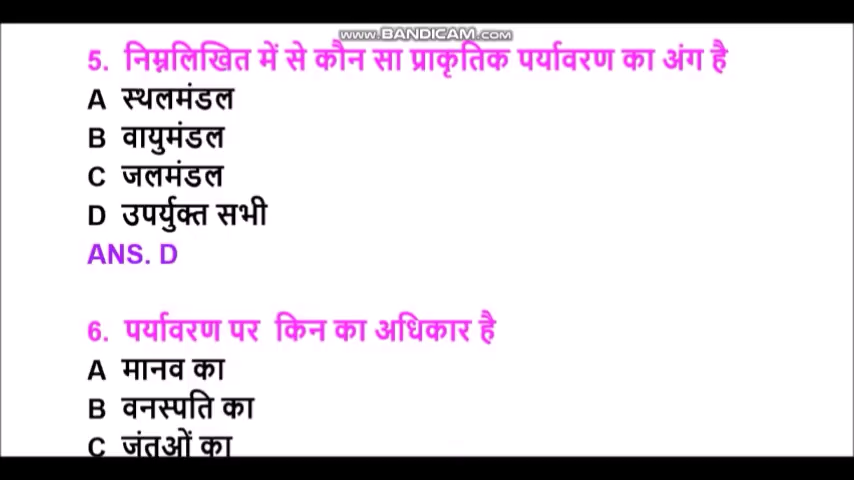 www.BANDICAM.com
5. निम्नलिखित में से कौन सा प्राकृतिक पर्यावरण का अंग है
A स्थलमंडल
B वायुमंडल
C जलमंडल
D उपर्युक्त सभी
ANS. D
6. पर्यावरण पर किन का अधिकार है
A मानव का
B वनस्पति का
C जंतुओं का